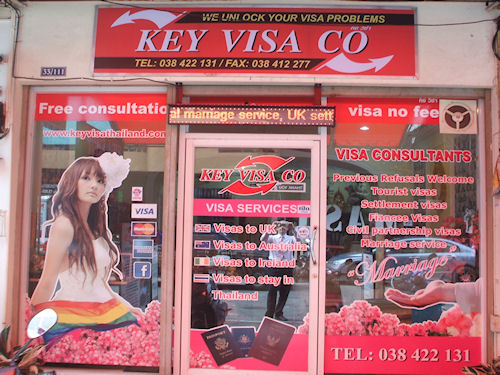 WE UNLOCK YOUR VISA PROBLEMS
KEY VISA CO
TEL: 038 422 131 / FAX: 038 412 277
33/111
Free consultatio
al marriage service, UK sett
visa no fee
www.keyvisathailand.com
KEY VISA CO
VISA SERVICES
Visas to UK
Visas to Australia
Visas to Ireland
Visas to stay in
Thailand
VISA
VISA CONSULTANTS
Previous Refusals Welcome
Tourist visas
Settlement visas
Fiancee Visas
Civil partnership visas
Marriage service
"Marriage"
TEL: 038 422 131